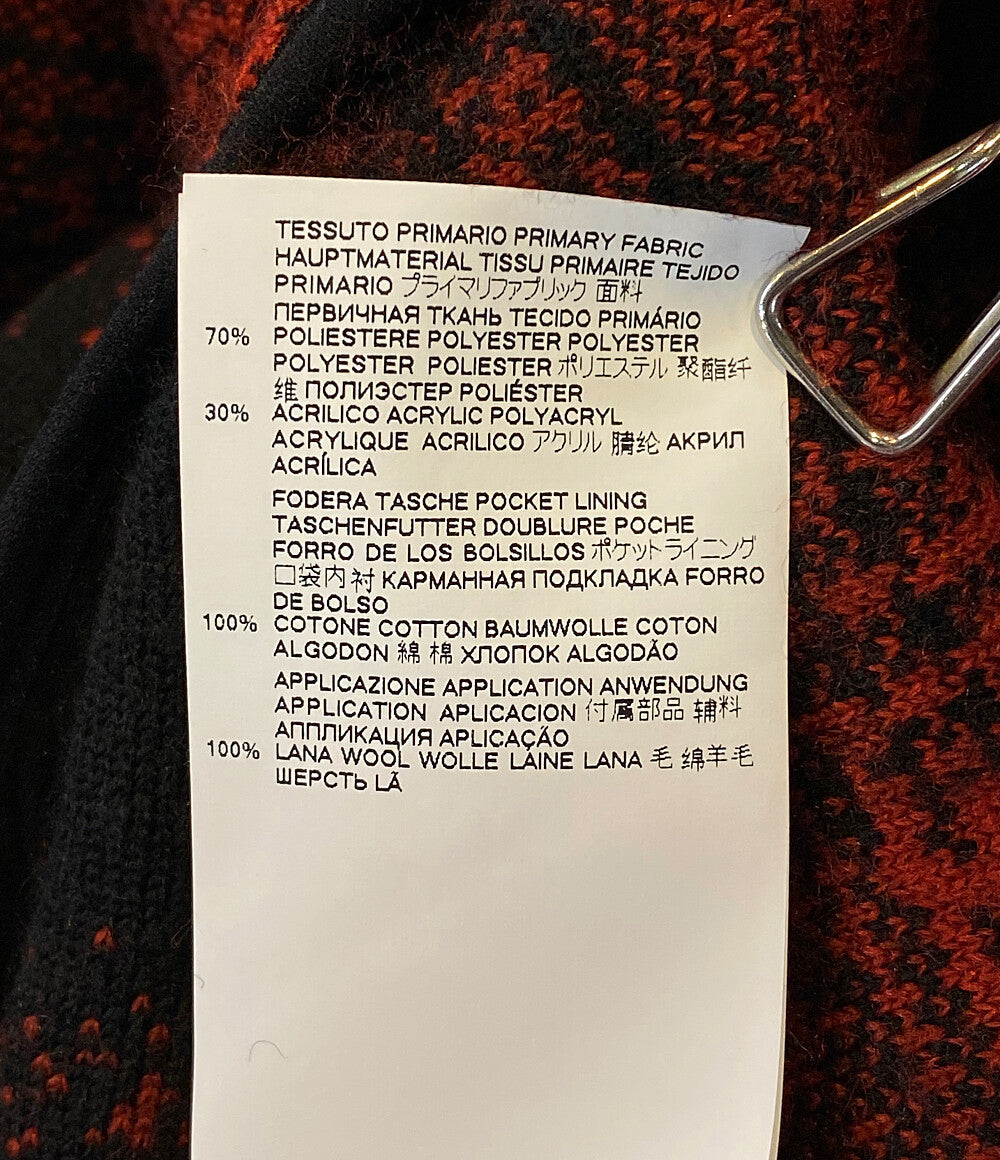 TESSUTO PRIMARIO PRIMARY FABRIC
HAUPTMATERIAL TISSU PRIMAIRE TEJIDO
PRIMARIO プライマリファブリック 面料
ПЕРВИЧНАЯ ТКАНЬ TECIDO PRIMÁRIO
70% POLIESTERE POLYESTER POLYESTER
POLYESTER POLIESTER ポリエステル 聚酯纤
维 ПОЛИЭСТЕР POLIÉSTER
30% ACRILICO ACRYLIC POLYACRYL
ACRYLIQUE ACRILICO アクリル 腈纶 АКРИЛ
ACRÍLICA
FODERA TASCHE POCKET LINING
TASCHENFUTTER DOUBLURE POCHE
FORRO DE LOS BOLSILLOS ポケットライニング
口袋内衬 КАРМАННАЯ ПОДКЛАДКА FORRO
DE BOLSO
100% COTONE COTTON BAUMWOLLE COTON
ALGODON 綿 棉 ХЛОПОК ALGODÃO
APPLICAZIONE APPLICATION ANWENDUNG
APPLICATION APLICACION 付属部品 辅料
АППЛИКАЦИЯ APLICAÇÃO
100% LANA WOOL WOLLE LAINE LANA 毛 绵羊毛
ШЕРСТЬ LÃ